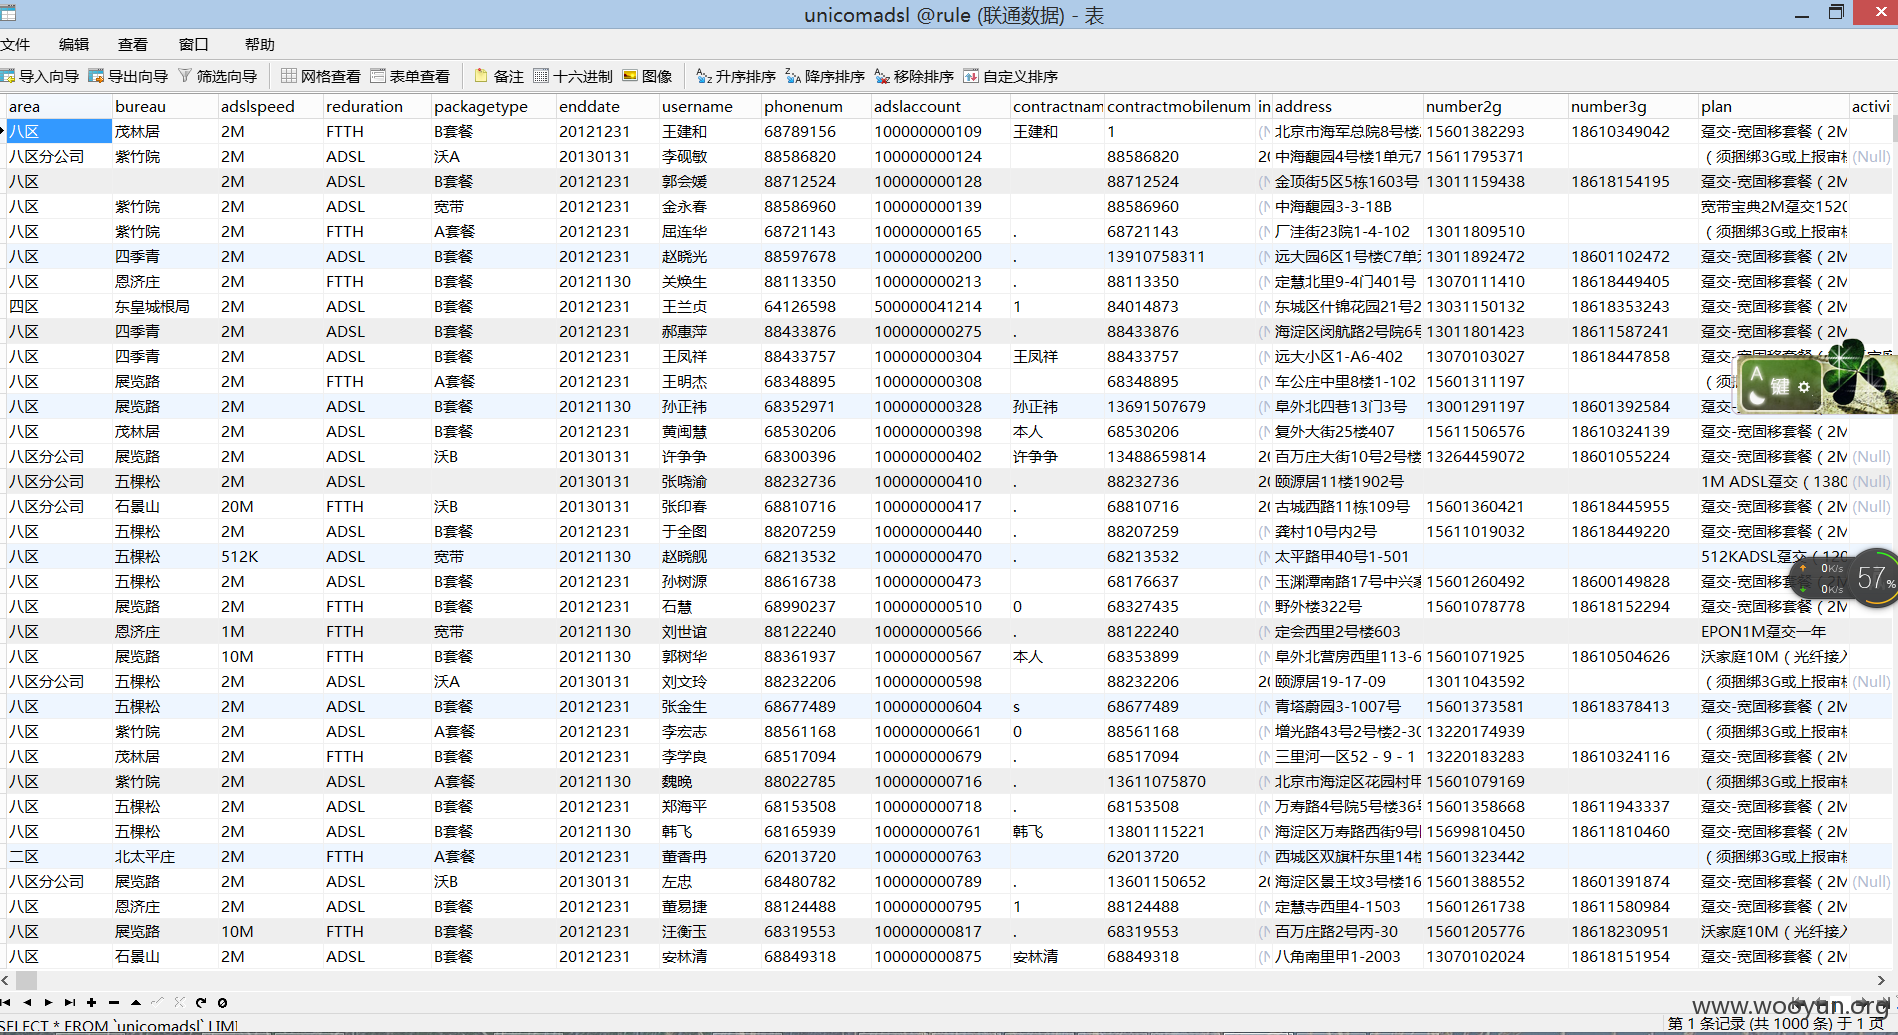 unicomadsl @rule (联通数据) - 表
文件 编辑 查看 窗口 帮助
导入向导 导出向导 筛选向导 网格查看 表单查看 备注 十六进制 图像 升序排序 降序排序 移除排序 自定义排序
area bureau adslspeed reduration packagetype enddate username phonenum adslaccount contractnam contractmobilenum in address number2g number3g plan activi
八区 茂林居 2M FTTH B套餐 20121231 王建和 68789156 100000000109 王建和 1 (N 北京市海军总院8号楼 15601382293 18610349042 趸交-宽固移套餐（2M
八区分公司 紫竹院 2M ADSL 沃A 20130131 李砚敏 88586820 100000000124 88586820 20 中海馥园4号楼1单元7 15611795371 （须捆绑3G或上报审核 (Null)
八区 2M ADSL B套餐 20121231 郭会媛 88712524 100000000128 88712524 (N 金顶街5区5栋1603号 13011159438 18618154195 趸交-宽固移套餐（2M
八区 紫竹院 2M ADSL 宽带 20121231 金永春 88586960 100000000139 88586960 (N 中海馥园3-3-18B 宽带宝典2M趸交1520
八区 紫竹院 2M FTTH A套餐 20121231 屈连华 68721143 100000000165 . 68721143 (N 厂洼街23院1-4-102 13011809510 （须捆绑3G或上报审核
八区 四季青 2M ADSL B套餐 20121231 赵晓光 88597678 100000000200 . 13910758311 (N 远大园6区1号楼C7单元 13011892472 18601102472 趸交-宽固移套餐（2M
八区 恩济庄 2M FTTH B套餐 20121130 关焕生 88113350 100000000213 . 88113350 (N 定慧北里9-4门401号 13070111410 18618449405 趸交-宽固移套餐（2M
四区 东皇城根局 2M ADSL B套餐 20121231 王兰贞 64126598 500000041214 1 84014873 (N 东城区什锦花园21号2 13031150132 18618353243 趸交-宽固移套餐（2M
八区 四季青 2M ADSL B套餐 20121231 郝惠萍 88433876 100000000275 . 88433876 (N 海淀区闵航路2号院6号 13011801423 18611587241 趸交-宽固移套餐（2M
八区 四季青 2M ADSL B套餐 20121231 王凤祥 88433757 100000000304 王凤祥 88433757 (N 远大小区1-A6-402 13070103027 18618447858 趸交
八区 展览路 2M FTTH A套餐 20121231 王明杰 68348895 100000000308 68348895 (N 车公庄中里8楼1-102 15601311197 （须
八区 展览路 2M ADSL B套餐 20121130 孙正祎 68352971 100000000328 孙正祎 13691507679 (N 阜外北四巷13门3号 13001291197 18601392584 趸交
八区 茂林居 2M ADSL B套餐 20121231 黄闽慧 68530206 100000000398 本人 68530206 (N 复外大街25楼407 15611506576 18610324139 趸交-宽固移套餐（2M
八区分公司 展览路 2M ADSL 沃B 20130131 许争争 68300396 100000000402 许争争 13488659814 (N 百万庄大街10号2号楼 13264459072 18601055224 趸交-宽固移套餐（2M (Null)
八区分公司 五棵松 2M ADSL 20130131 张晓渝 88232736 100000000410 . 88232736 20 颐源居11楼1902号 1M ADSL趸交（1380 (Null)
八区分公司 石景山 20M FTTH 沃B 20130131 张印春 68810716 100000000417 . 68810716 20 古城西路11栋109号 15601360421 18618445955 趸交-宽固移套餐（2M (Null)
八区 五棵松 2M ADSL B套餐 20121231 于全图 88207259 100000000440 . 88207259 (N 龚村10号内2号 15611019032 18618449220 趸交-宽固移套餐（2M
八区 五棵松 512K ADSL 宽带 20121130 赵晓舰 68213532 100000000470 . 68213532 (N 太平路甲40号1-501 512KADSL趸交
八区 五棵松 2M ADSL B套餐 20121231 孙树源 88616738 100000000473 68176637 (N 玉渊潭南路17号中兴家 15601260492 18600149828 趸交-宽固
八区 展览路 2M FTTH B套餐 20121130 石慧 68990237 100000000510 0 68327435 (N 野外楼322号 15601078778 18618152294 趸交-宽固移套餐（2M
八区 恩济庄 1M FTTH 宽带 20121130 刘世谊 88122240 100000000566 . 88122240 (N 定会西里2号楼603 EPON1M趸交一年
八区 展览路 10M FTTH B套餐 20121130 郭树华 88361937 100000000567 本人 68353899 (N 阜外北营房西里113-6 15601071925 18610504626 沃家庭10M（光纤接入
八区分公司 五棵松 2M ADSL 沃A 20130131 刘文玲 88232206 100000000598 88232206 20 颐源居19-17-09 13011043592 （须捆绑3G或上报审核 (Null)
八区 五棵松 2M ADSL B套餐 20121231 张金生 68677489 100000000604 s 68677489 (N 青塔蔚园3-1007号 15601373581 18618378413 趸交-宽固移套餐（2M
八区 紫竹院 2M ADSL A套餐 20121231 李宏志 88561168 100000000661 0 88561168 (N 增光路43号2号楼2-30 13220174939 （须捆绑3G或上报审核
八区 茂林居 2M FTTH B套餐 20121231 李学良 68517094 100000000679 . 68517094 (N 三里河一区52－9－1 13220183283 18610324116 趸交-宽固移套餐（2M
八区 紫竹院 2M ADSL A套餐 20121130 魏晚 88022785 100000000716 . 13611075870 (N 北京市海淀区花园村甲 15601079169 （须捆绑3G或上报审核
八区 五棵松 2M ADSL B套餐 20121231 郑海平 68153508 100000000718 . 68153508 (N 万寿路4号院5号楼36号 15601358668 18611943337 趸交-宽固移套餐（2M
八区 五棵松 2M ADSL B套餐 20121130 韩飞 68165939 100000000761 韩飞 13801115221 (N 海淀区万寿路西街9号 15699810450 18611810460 趸交-宽固移套餐（2M
二区 北太平庄 2M FTTH A套餐 20121231 董香冉 62013720 100000000763 62013720 (N 西城区双旗杆东里14楼 15601323442 （须捆绑3G或上报审核
八区分公司 展览路 2M ADSL 沃B 20130131 左忠 68480782 100000000789 . 13601150652 20 海淀区景王坟3号楼16 15601388552 18601391874 趸交-宽固移套餐（2M (Null)
八区 恩济庄 2M ADSL B套餐 20121231 董易捷 88124488 100000000795 1 88124488 (N 定慧寺西里4-1503 15601261738 18611580984 趸交-宽固移套餐（2M
八区 展览路 10M FTTH B套餐 20121231 汪衡玉 68319553 100000000817 . 68319553 (N 百万庄路2号丙-30 15601205776 18618230951 沃家庭10M（光纤接入
八区 石景山 2M ADSL B套餐 20121231 安林清 68849318 100000000875 安林清 68849318 (N 八角南里甲1-2003 13070102024 18618151954 趸交-宽固移套餐（2M
A 键
0K/s
0K/s
57%
www.wooyun.org
SELECT * FROM `unicomadsl` LIMI
第 1 条记录 (共 1000 条) 于 1 页